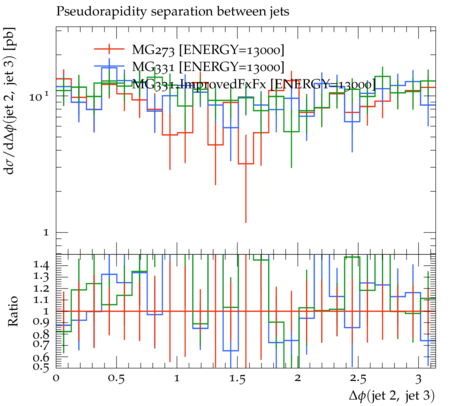 Pseudorapidity separation between jets
dσ/dΔϕ(jet 2, jet 3) [pb]
MG273 [ENERGY=13000]
MG331 [ENERGY=13000]
MG331.ImprovedFxFx [ENERGY=13000]
10¹
1
Ratio
1.4
1.3
1.2
1.1
1
0.9
0.8
0.7
0.6
0.5
0 0.5 1 1.5 2 2.5 3
Δϕ(jet 2, jet 3)